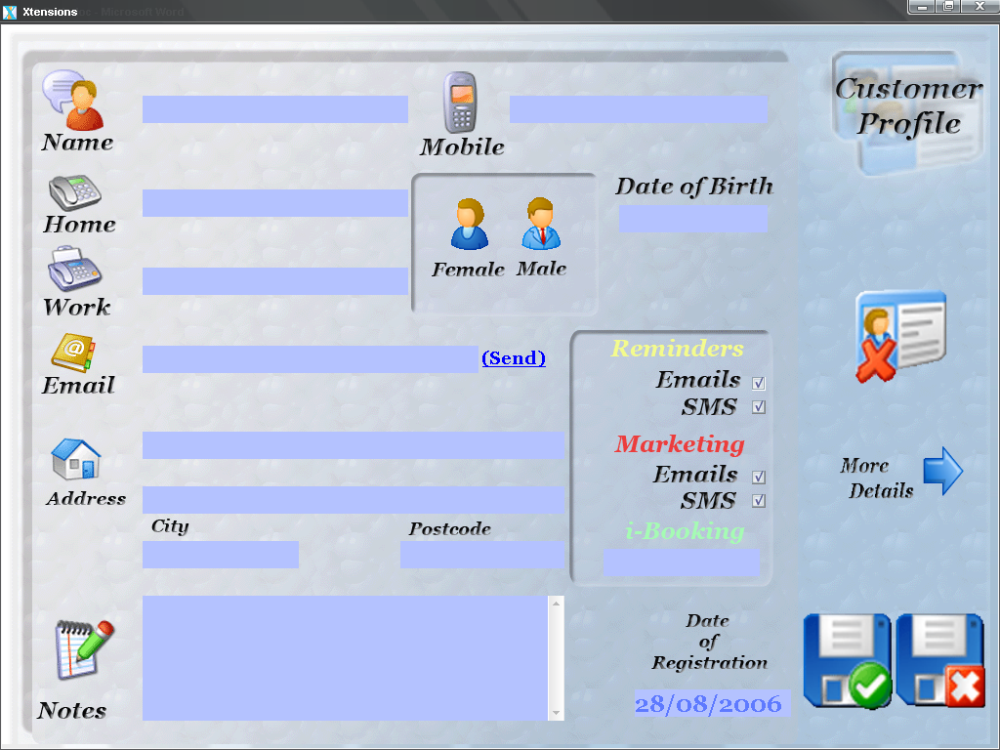 Xtensions
oc - Microsoft Word
Customer
Profile
Name
Mobile
Home
Date of Birth
Female Male
Work
Email
(Send)
Reminders
Emails
SMS
Marketing
Emails
SMS
i-Booking
More
Details
Address
City
Postcode
Notes
Date
of
Registration
28/08/2006